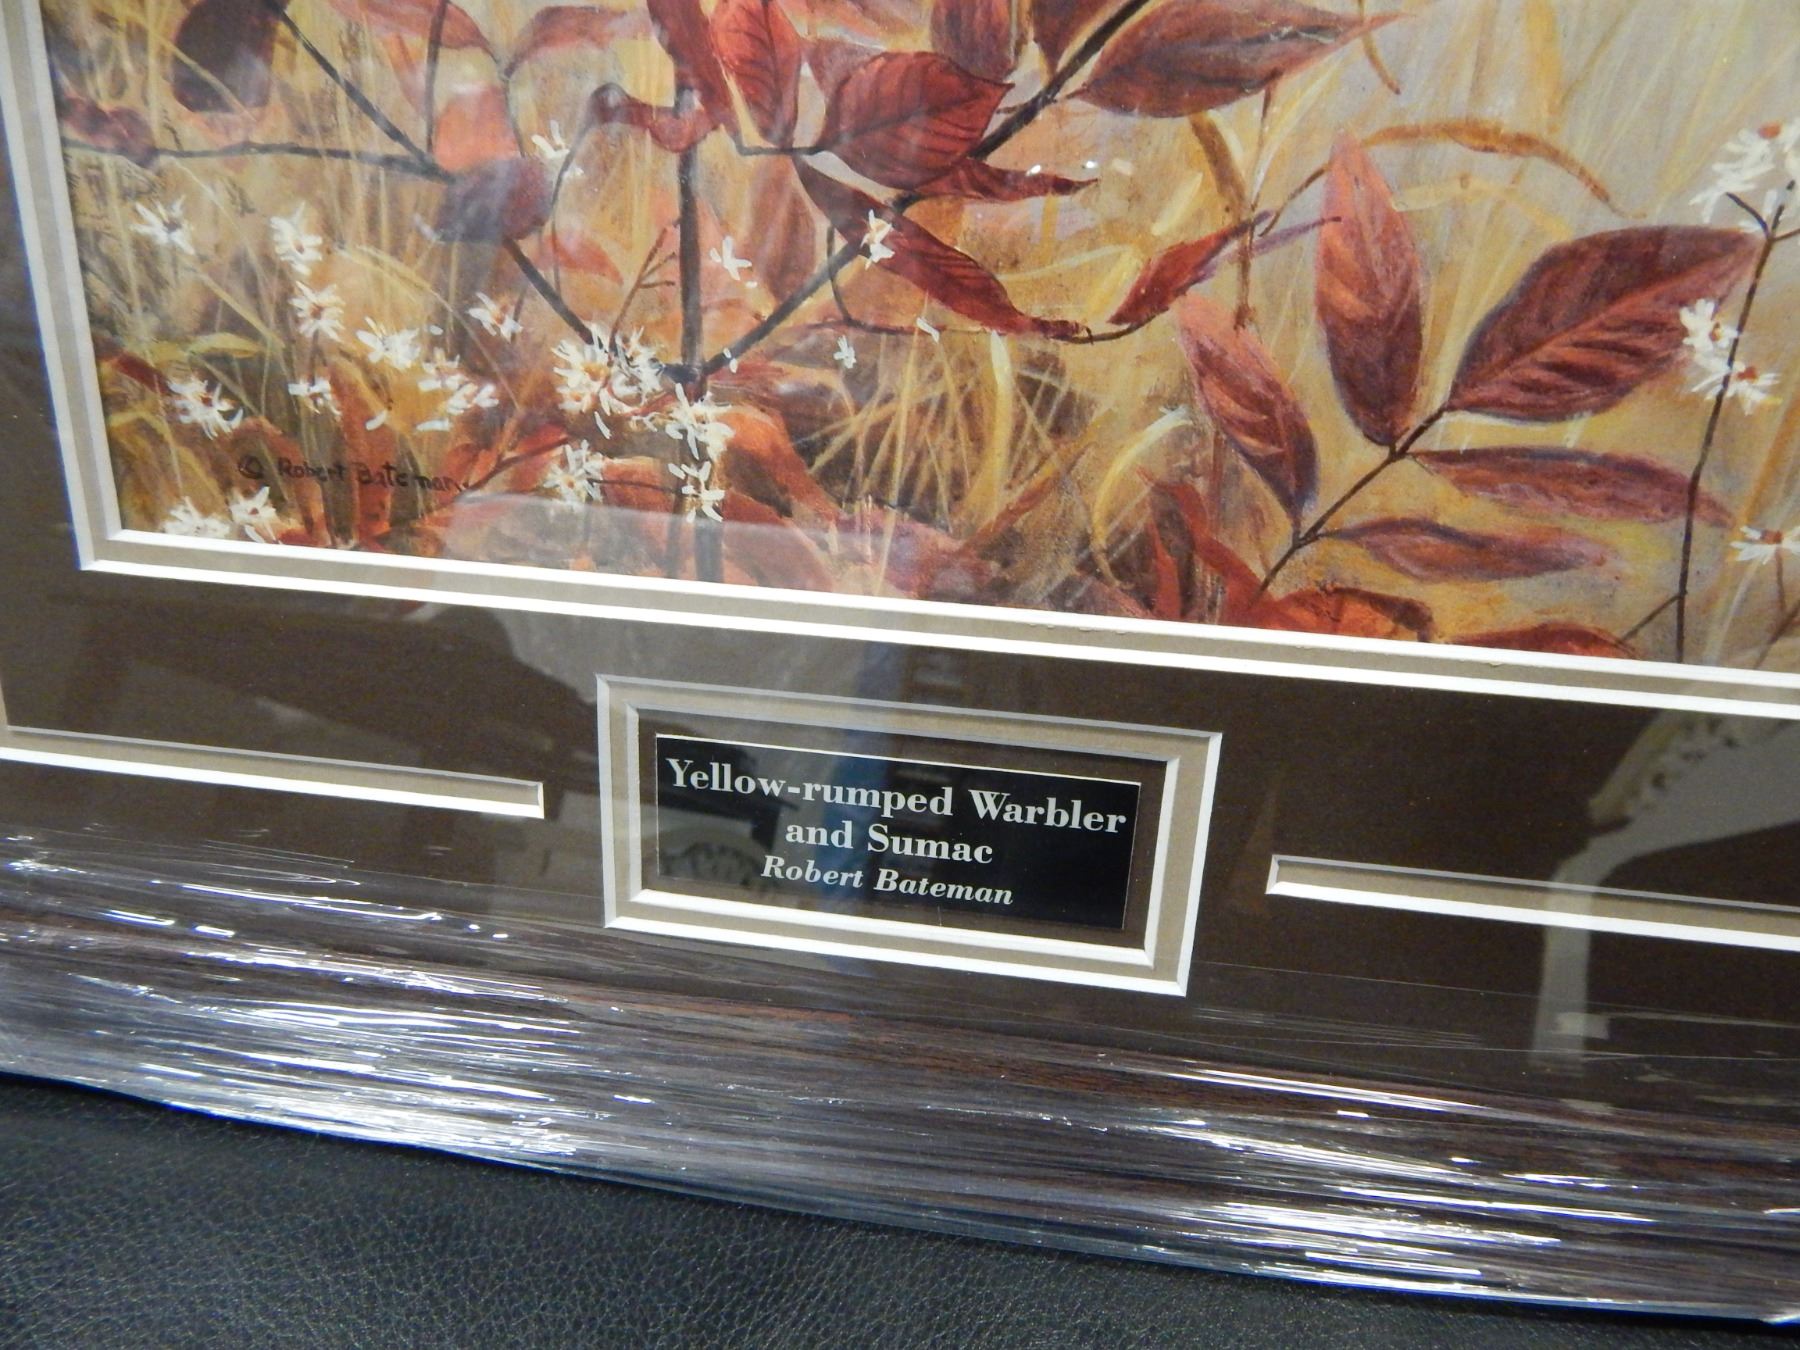 © Robert Bateman
Yellow-rumped Warbler
and Sumac
Robert Bateman